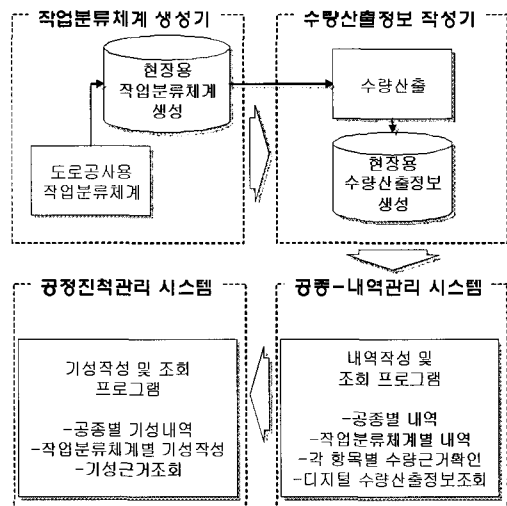 작업분류체계 생성기
현장용
작업분류체계
생성
도로공사용
작업분류체계
수량산출정보 작성기
수량산출
현장용
수량산출정보
생성
공정진척관리 시스템
기성작성 및 조회
프로그램
-공종별 기성내역
-작업분류체계별 기성작성
-기성근거조회
공종-내역관리 시스템
내역작성 및
조회 프로그램
-공종별 내역
-작업분류체계별 내역
-각 항목별 수량근거확인
-디지털 수량산출정보조회